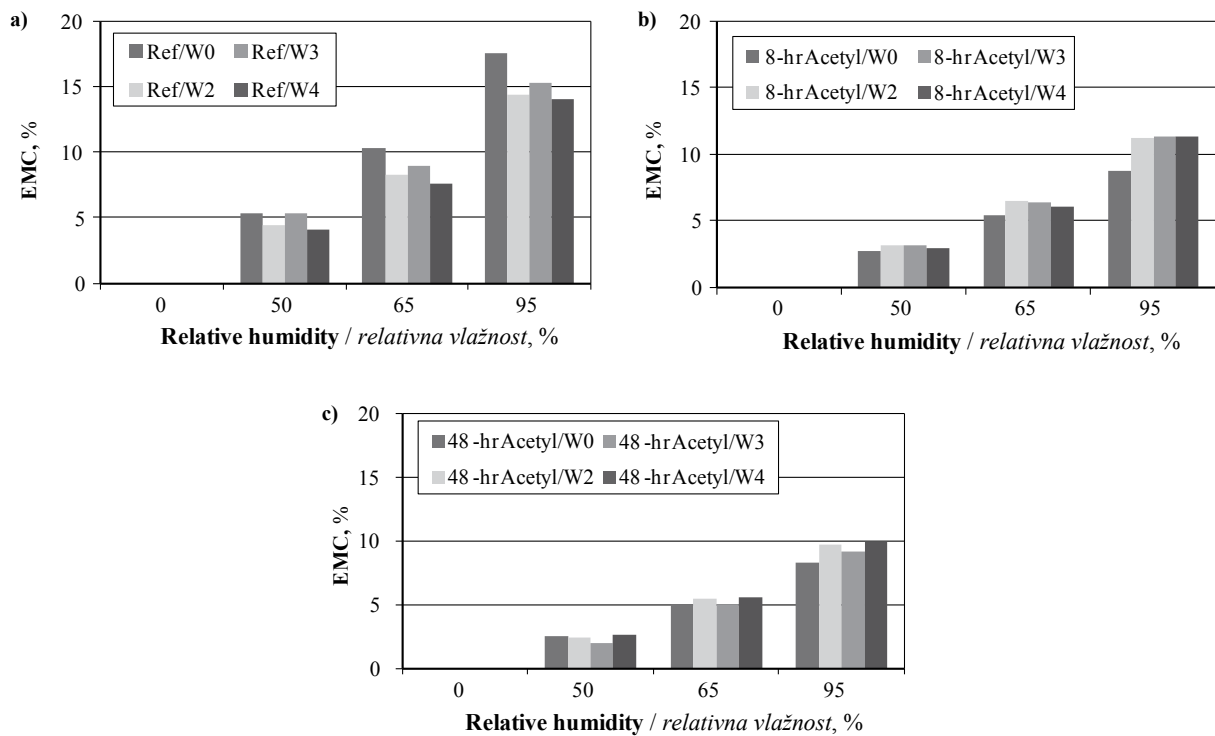 a)
20
15
10
5
0
EMC, %
Ref/W0 Ref/W3
Ref/W2 Ref/W4
0 50 65 95
Relative humidity / relativna vlažnost, %
b)
20
15
10
5
0
EMC, %
8-hrAcetyl/W0 8-hrAcetyl/W3
8-hrAcetyl/W2 8-hrAcetyl/W4
0 50 65 95
Relative humidity / relativna vlažnost, %
c)
20
15
10
5
0
EMC, %
48-hrAcetyl/W0 48-hrAcetyl/W3
48-hrAcetyl/W2 48-hrAcetyl/W4
0 50 65 95
Relative humidity / relativna vlažnost, %